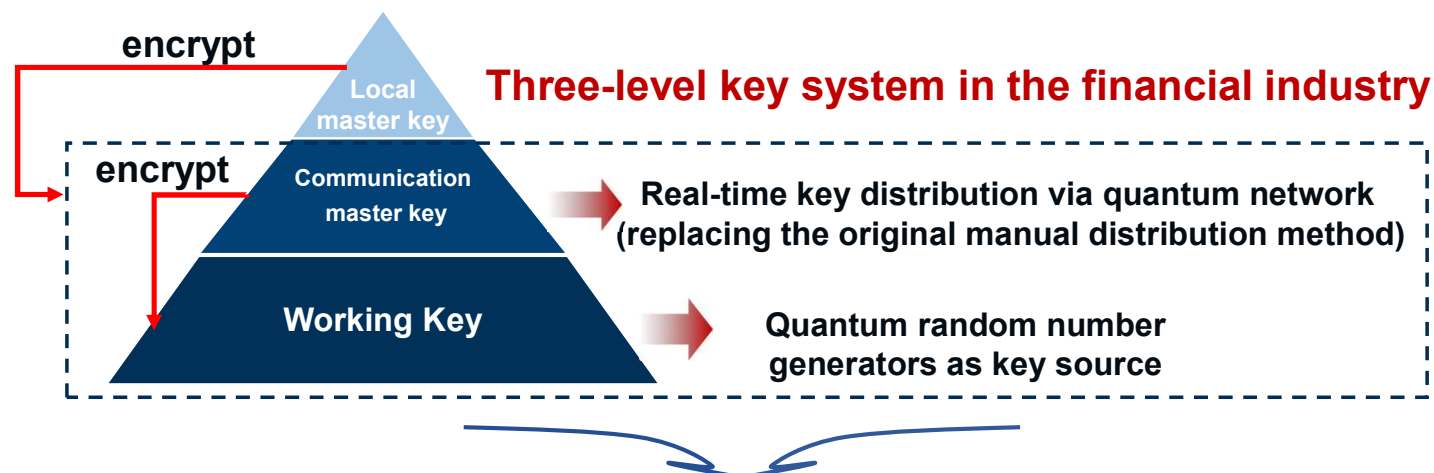 encrypt
Three-level key system in the financial industry
Local
master key
encrypt
Communication
master key
Real-time key distribution via quantum network
(replacing the original manual distribution method)
Working Key
Quantum random number
generators as key source